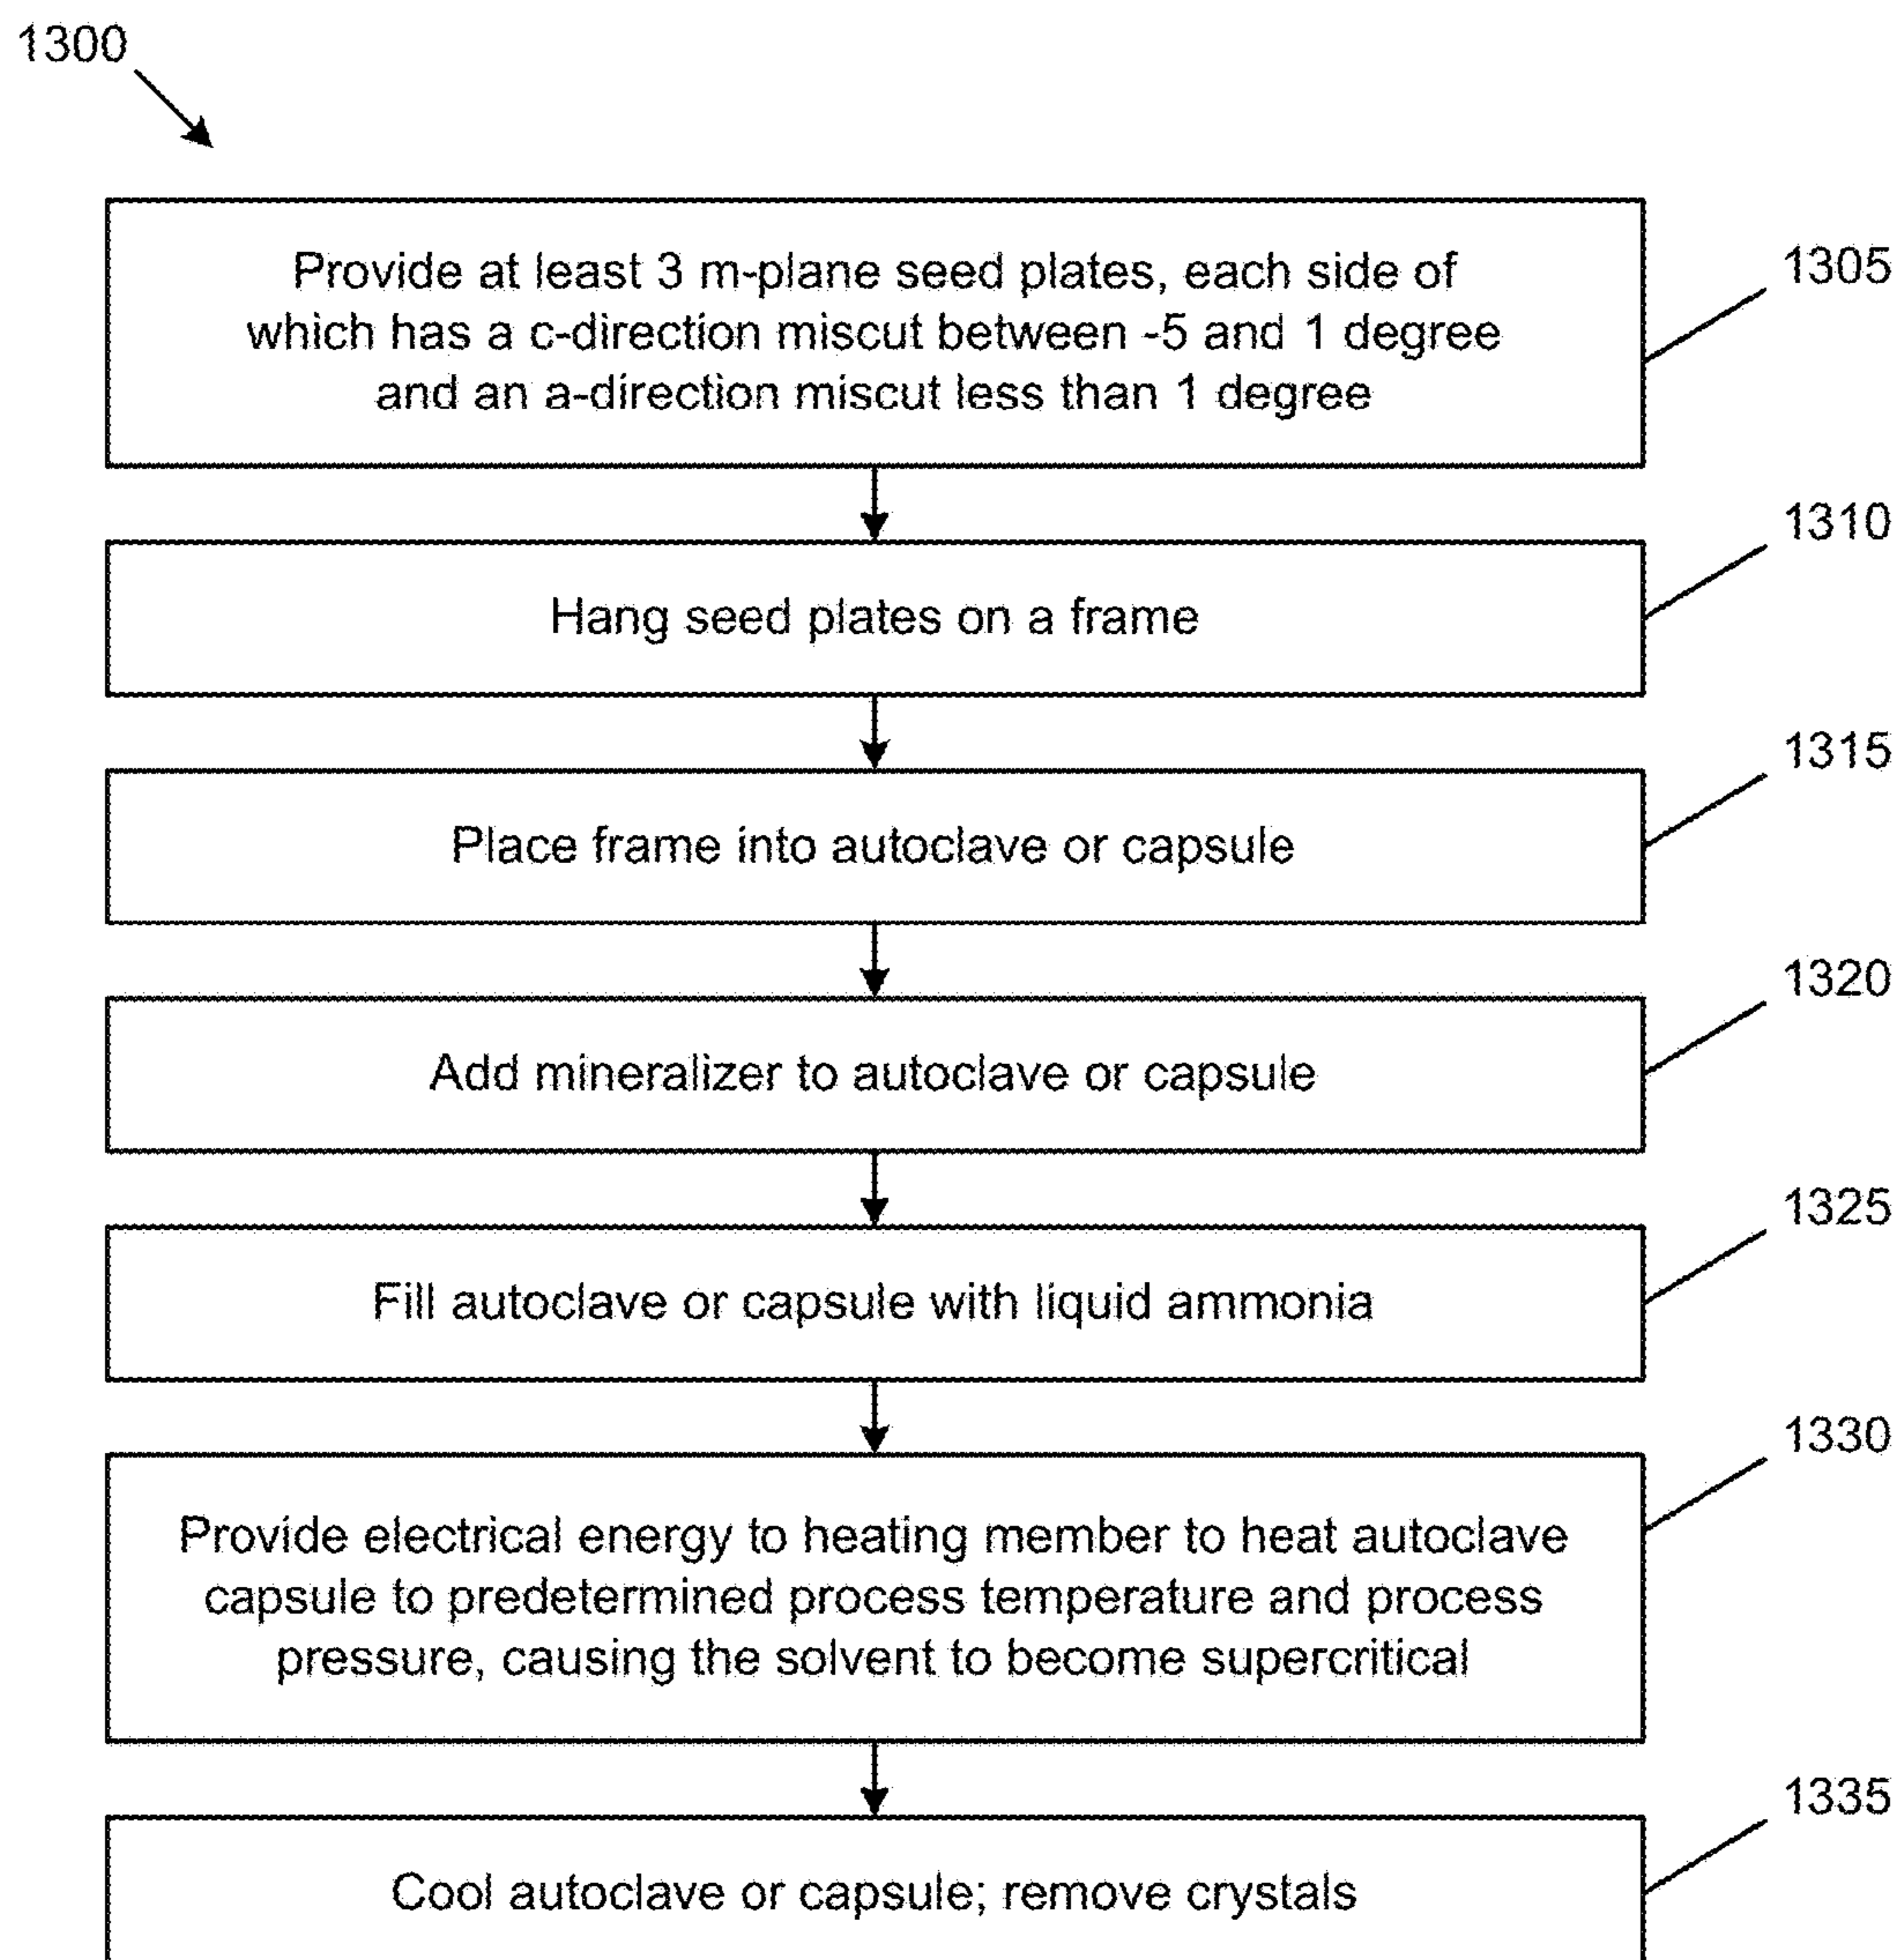 1300
Provide at least 3 m-plane seed plates, each side of
which has a c-direction miscut between -5 and 1 degree
and an a-direction miscut less than 1 degree
1305
Hang seed plates on a frame
1310
Place frame into autoclave or capsule
1315
Add mineralizer to autoclave or capsule
1320
Fill autoclave or capsule with liquid ammonia
1325
Provide electrical energy to heating member to heat autoclave
capsule to predetermined process temperature and process
pressure, causing the solvent to become supercritical
1330
Cool autoclave or capsule; remove crystals
1335